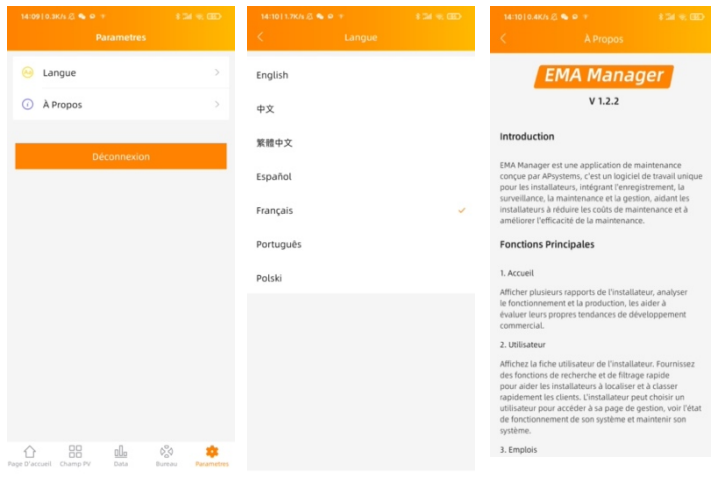 14:09 | 0.3K/s
Parametres
Langue
À Propos
Déconnexion
Page D'accueil
Champ PV
Data
Bureau
Parametres
14:10 | 1.7K/s
Langue
English
中文
繁體中文
Español
Français
Português
Polski
14:10 | 0.4K/s
À Propos
EMA Manager
V 1.2.2
Introduction
EMA Manager est une application de maintenance
conçue par APsystems, c'est un logiciel de travail unique
pour les installateurs, intégrant l'enregistrement, la
surveillance, la maintenance et la gestion, aidant les
installateurs à réduire les coûts de maintenance et à
améliorer l'efficacité de la maintenance.
Fonctions Principales
1. Accueil
Afficher plusieurs rapports de l'installateur, analyser
le fonctionnement et la production, les aider à
évaluer leurs propres tendances de développement
commercial.
2. Utilisateur
Affichez la fiche utilisateur de l'installateur. Fournissez
des fonctions de recherche et de filtrage rapide
pour aider les installateurs à localiser et à classer
rapidement les clients. L'installateur peut choisir un
utilisateur pour accéder à sa page de gestion, voir l'état
de fonctionnement de son système et maintenir son
système.
3. Emplois